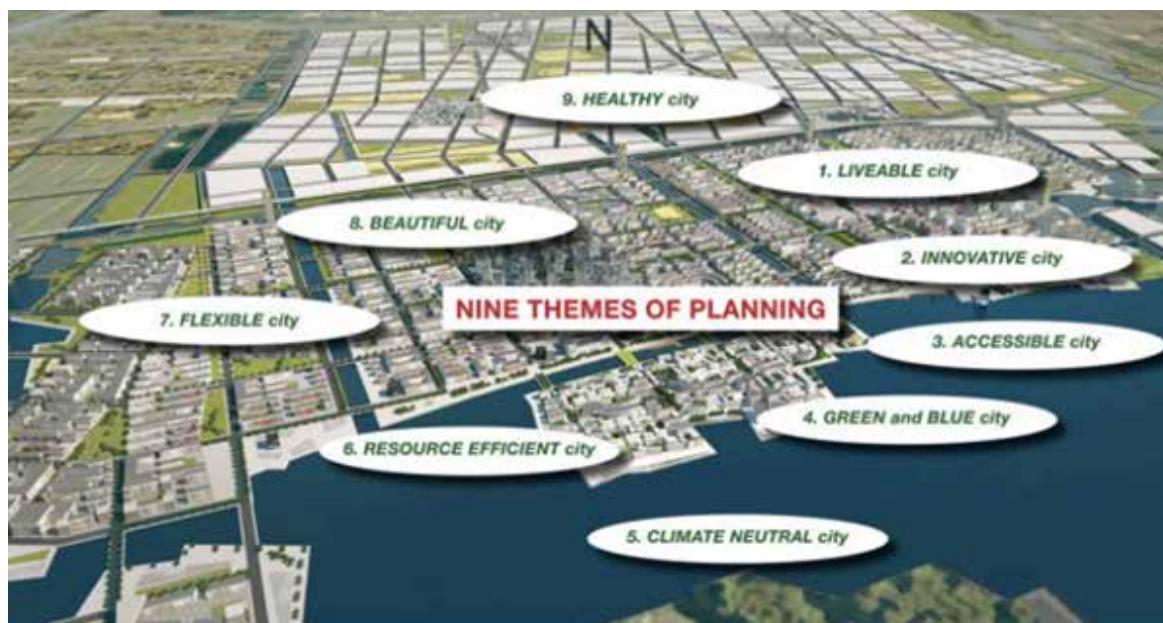 N
9. HEALTHY city
1. LIVEABLE city
8. BEAUTIFUL city
2. INNOVATIVE city
NINE THEMES OF PLANNING
7. FLEXIBLE city
3. ACCESSIBLE city
4. GREEN and BLUE city
6. RESOURCE EFFICIENT city
5. CLIMATE NEUTRAL city